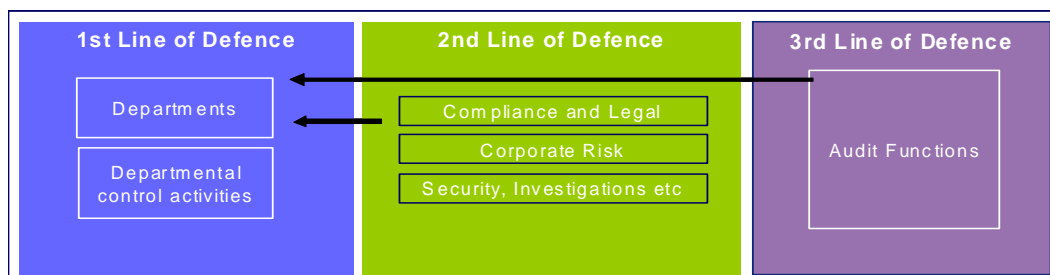 1st Line of Defence
Departments
Departmental
control activities
2nd Line of Defence
Compliance and Legal
Corporate Risk
Security, Investigations etc
3rd Line of Defence
Audit Functions